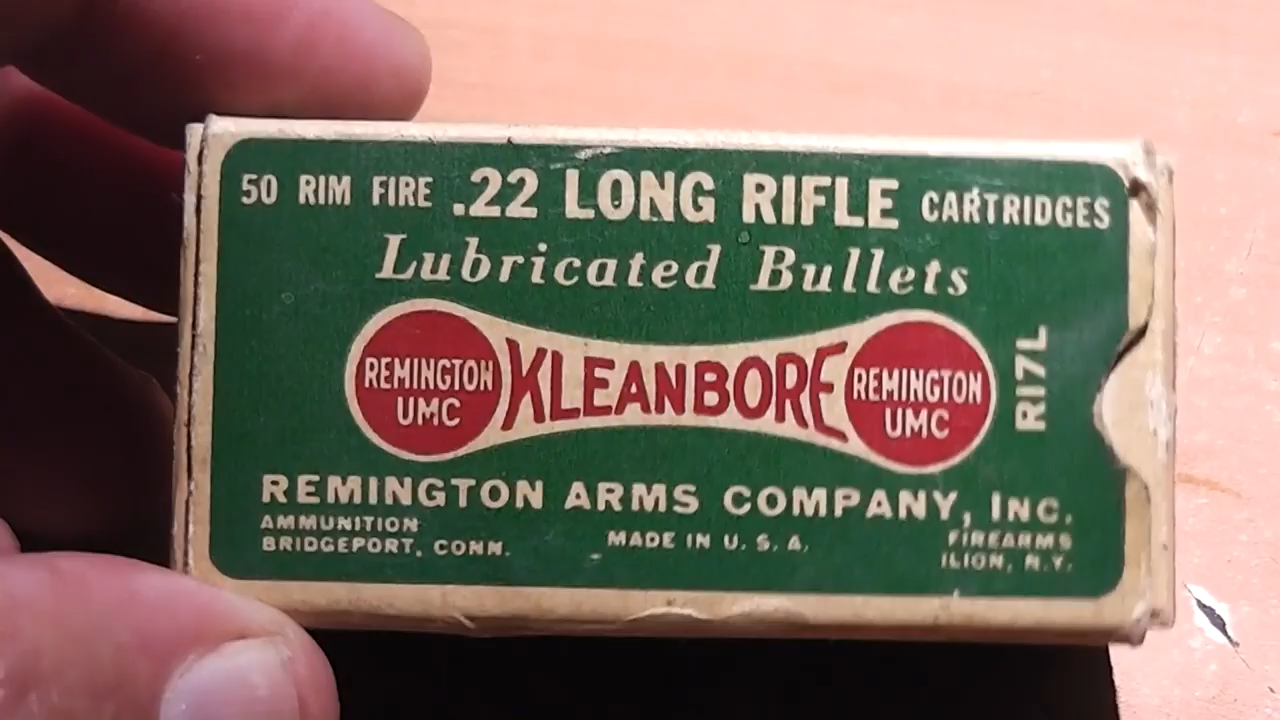 50 RIM FIRE .22 LONG RIFLE CARTRIDGES
Lubricated Bullets
REMINGTON UMC
KLEANBORE
REMINGTON UMC
R17L
REMINGTON ARMS COMPANY, INC.
AMMUNITION
BRIDGEPORT, CONN.
MADE IN U. S. A.
FIREARMS
ILION, N.Y.